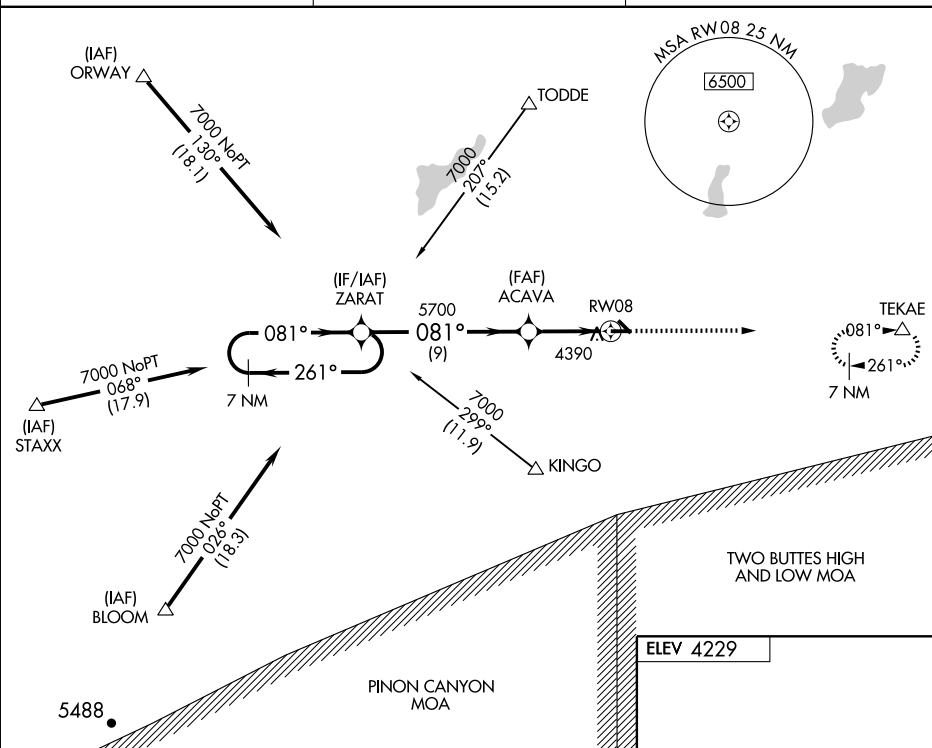 (IAF)
ORWAY
7000 NoPT
130°
(18.1)
TODDE
7000
207°
(15.2)
MSA RW08 25 NM
6500
(IF/IAF)
ZARAT
(FAF)
ACAVA
5700
081°
(9)
RW08
4390
TEKAE
081°
261°
7 NM
081°
261°
7 NM
7000 NoPT
068°
(17.9)
(IAF)
STAXX
7000
299°
(11.9)
KINGO
7000 NoPT
026°
(18.3)
(IAF)
BLOOM
TWO BUTTES HIGH
AND LOW MOA
ELEV 4229
PINON CANYON
MOA
5488